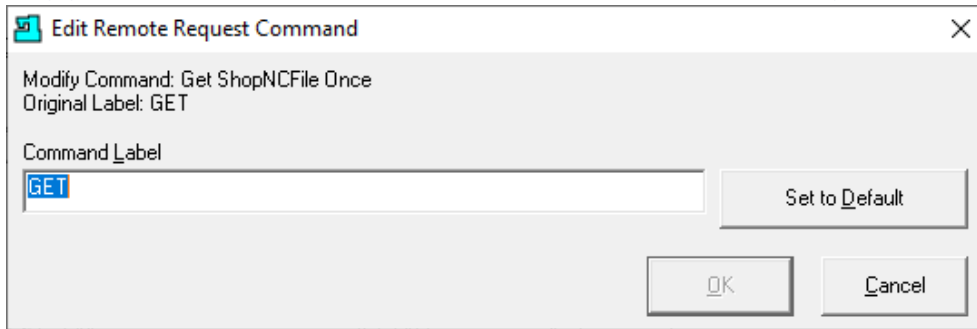 Edit Remote Request Command
Modify Command: Get ShopNCFile Once
Original Label: GET
Command Label
GET
Set to Default
OK
Cancel